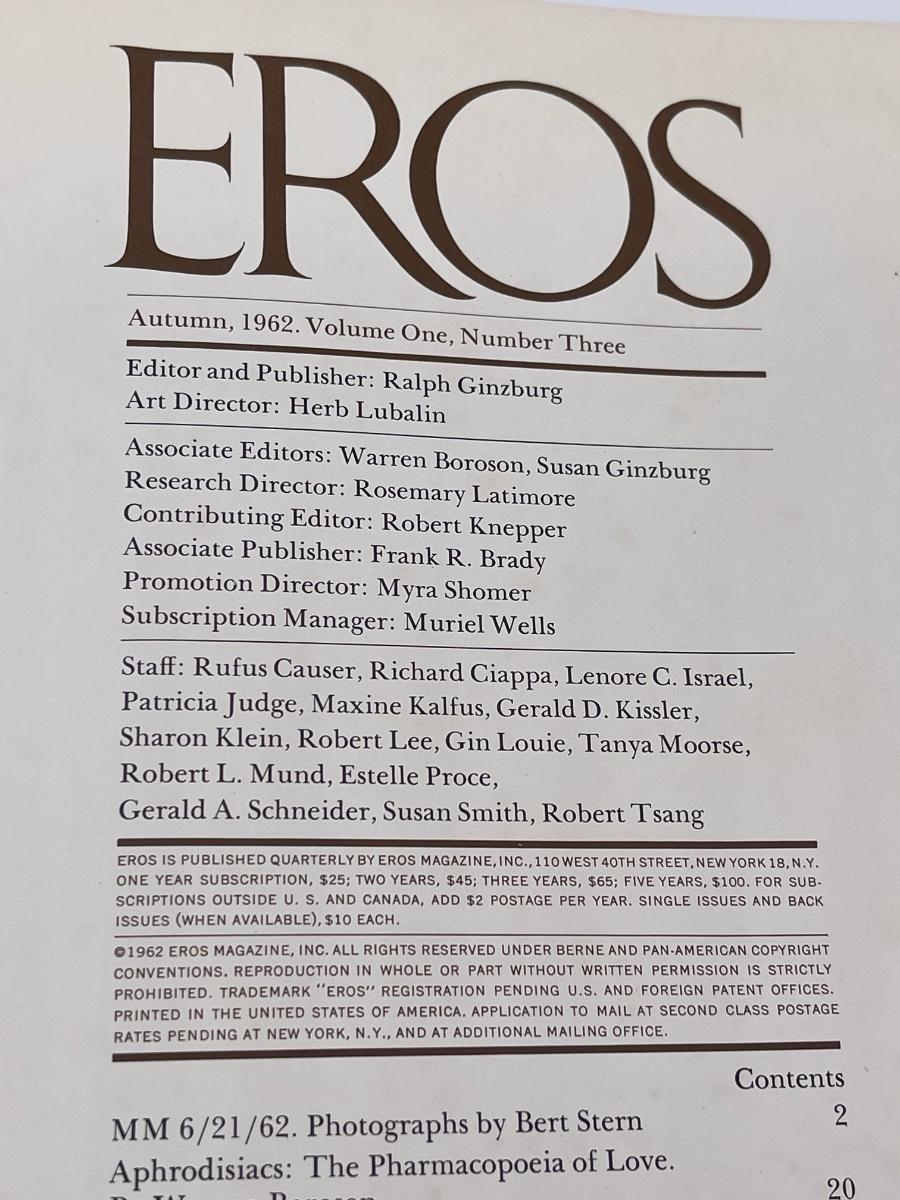 EROS
Autumn, 1962. Volume One, Number Three
Editor and Publisher: Ralph Ginzburg
Art Director: Herb Lubalin
Associate Editors: Warren Boroson, Susan Ginzburg
Research Director: Rosemary Latimore
Contributing Editor: Robert Knepper
Associate Publisher: Frank R. Brady
Promotion Director: Myra Shomer
Subscription Manager: Muriel Wells
Staff: Rufus Causer, Richard Ciappa, Lenore C. Israel,
Patricia Judge, Maxine Kalfus, Gerald D. Kissler,
Sharon Klein, Robert Lee, Gin Louie, Tanya Moorse,
Robert L. Mund, Estelle Proce,
Gerald A. Schneider, Susan Smith, Robert Tsang
EROS IS PUBLISHED QUARTERLY BY EROS MAGAZINE, INC., 110 WEST 40TH STREET, NEW YORK 18, N.Y.
ONE YEAR SUBSCRIPTION, $25; TWO YEARS, $45; THREE YEARS, $65; FIVE YEARS, $100. FOR SUB-
SCRIPTIONS OUTSIDE U. S. AND CANADA, ADD $2 POSTAGE PER YEAR. SINGLE ISSUES AND BACK
ISSUES (WHEN AVAILABLE), $10 EACH.
©1962 EROS MAGAZINE, INC. ALL RIGHTS RESERVED UNDER BERNE AND PAN-AMERICAN COPYRIGHT
CONVENTIONS. REPRODUCTION IN WHOLE OR PART WITHOUT WRITTEN PERMISSION IS STRICTLY
PROHIBITED. TRADEMARK "EROS" REGISTRATION PENDING U.S. AND FOREIGN PATENT OFFICES.
PRINTED IN THE UNITED STATES OF AMERICA. APPLICATION TO MAIL AT SECOND CLASS POSTAGE
RATES PENDING AT NEW YORK, N.Y., AND AT ADDITIONAL MAILING OFFICE.
Contents
MM 6/21/62. Photographs by Bert Stern 2
Aphrodisiacs: The Pharmacopoeia of Love.
20